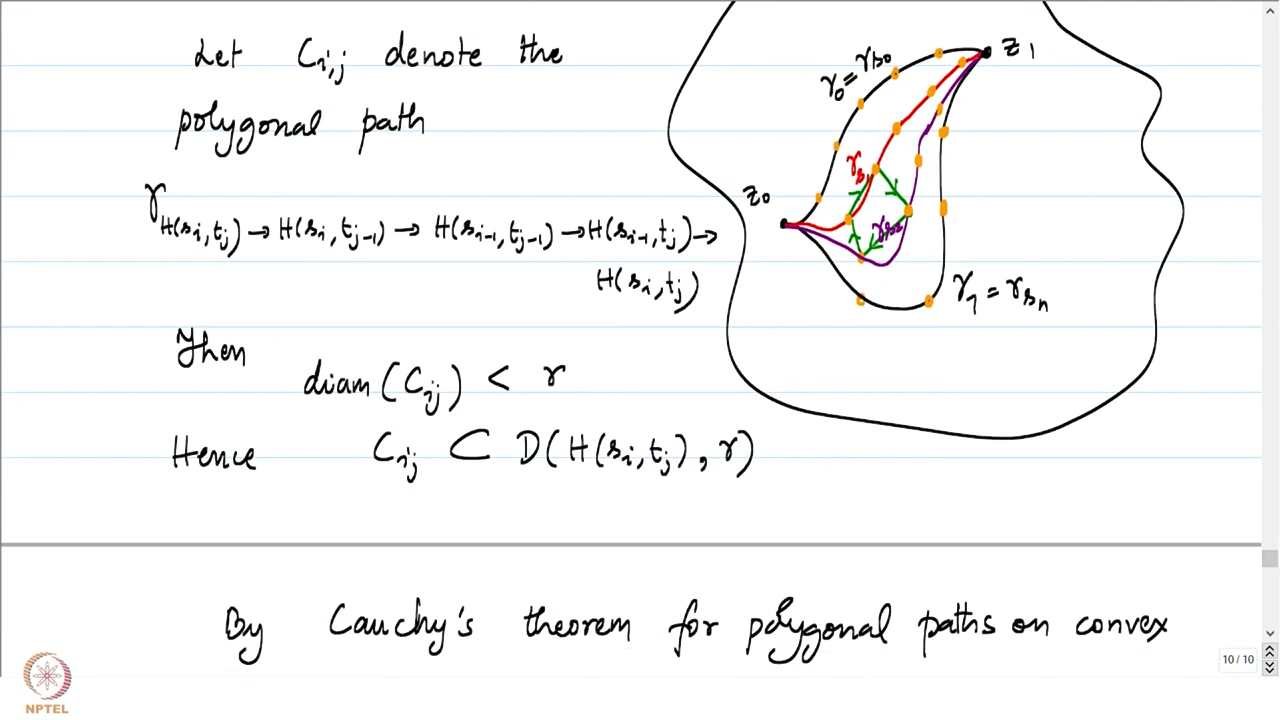 Let C_{i,j} denote the
polygonal path
γ_{H(s_i,t_j) → H(s_i,t_{j-1}) → H(s_{i-1},t_{j-1}) → H(s_{i-1},t_j) →
H(s_i,t_j)}
Then
diam(C_{ij}) < r
Hence C_{ij} ⊂ D(H(s_i,t_j), r)
By Cauchy's theorem for polygonal paths on convex
z_1
γ_0 = γ_{s_0}
γ_{s_1}
z_0
γ_{s_2}
γ_1 = γ_{s_n}
10 / 10
NPTEL